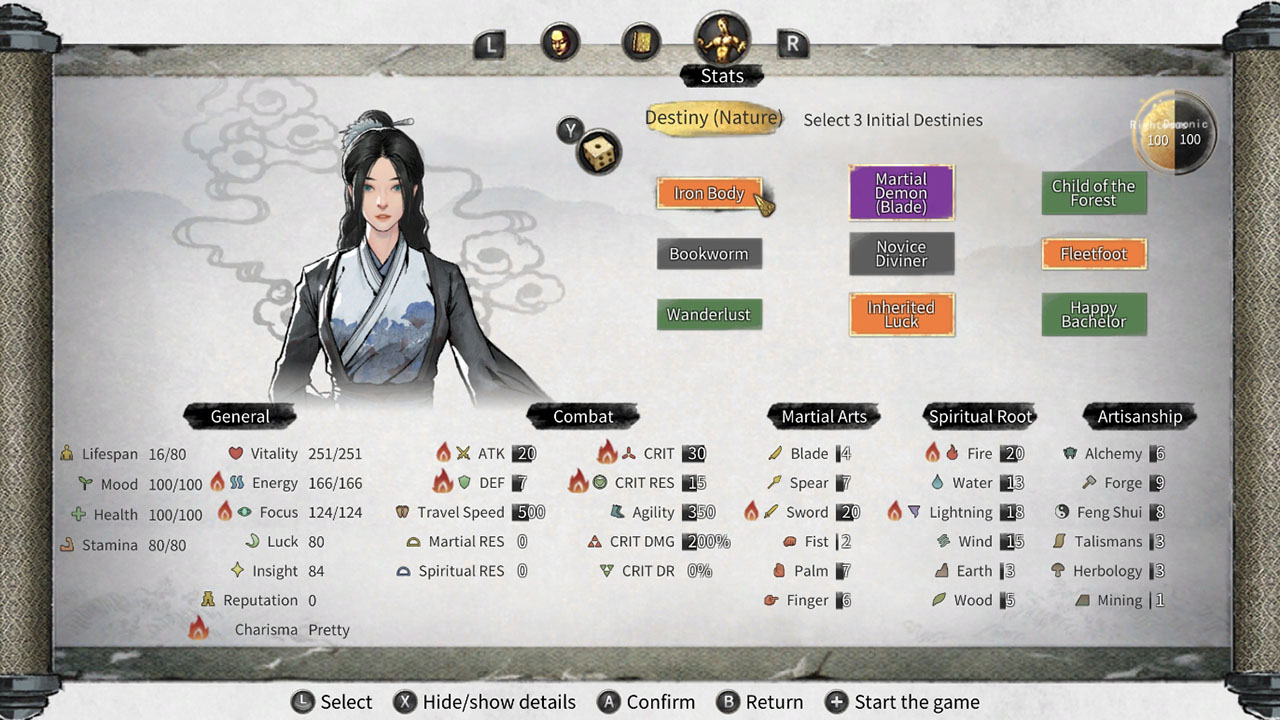 L
R
Stats
Destiny (Nature)
Select 3 Initial Destinies
Y
Demonic
100 100
Iron Body
Martial
Demon
(Blade)
Child of the
Forest
Bookworm
Novice
Diviner
Fleetfoot
Wanderlust
Inherited
Luck
Happy
Bachelor
General
Lifespan 16/80
Mood 100/100
Health 100/100
Stamina 80/80
Vitality 251/251
Energy 166/166
Focus 124/124
Luck 80
Insight 84
Reputation 0
Charisma Pretty
Combat
ATK 20
DEF 7
Travel Speed 500
Martial RES 0
Spiritual RES 0
CRIT 30
CRIT RES 15
Agility 350
CRIT DMG 200%
CRIT DR 0%
Martial Arts
Blade 4
Spear 7
Sword 20
Fist 2
Palm 7
Finger 6
Spiritual Root
Fire 20
Water 13
Lightning 18
Wind 15
Earth 3
Wood 5
Artisanship
Alchemy 6
Forge 9
Feng Shui 8
Talismans 3
Herbology 3
Mining 1
L Select X Hide/show details A Confirm B Return + Start the game